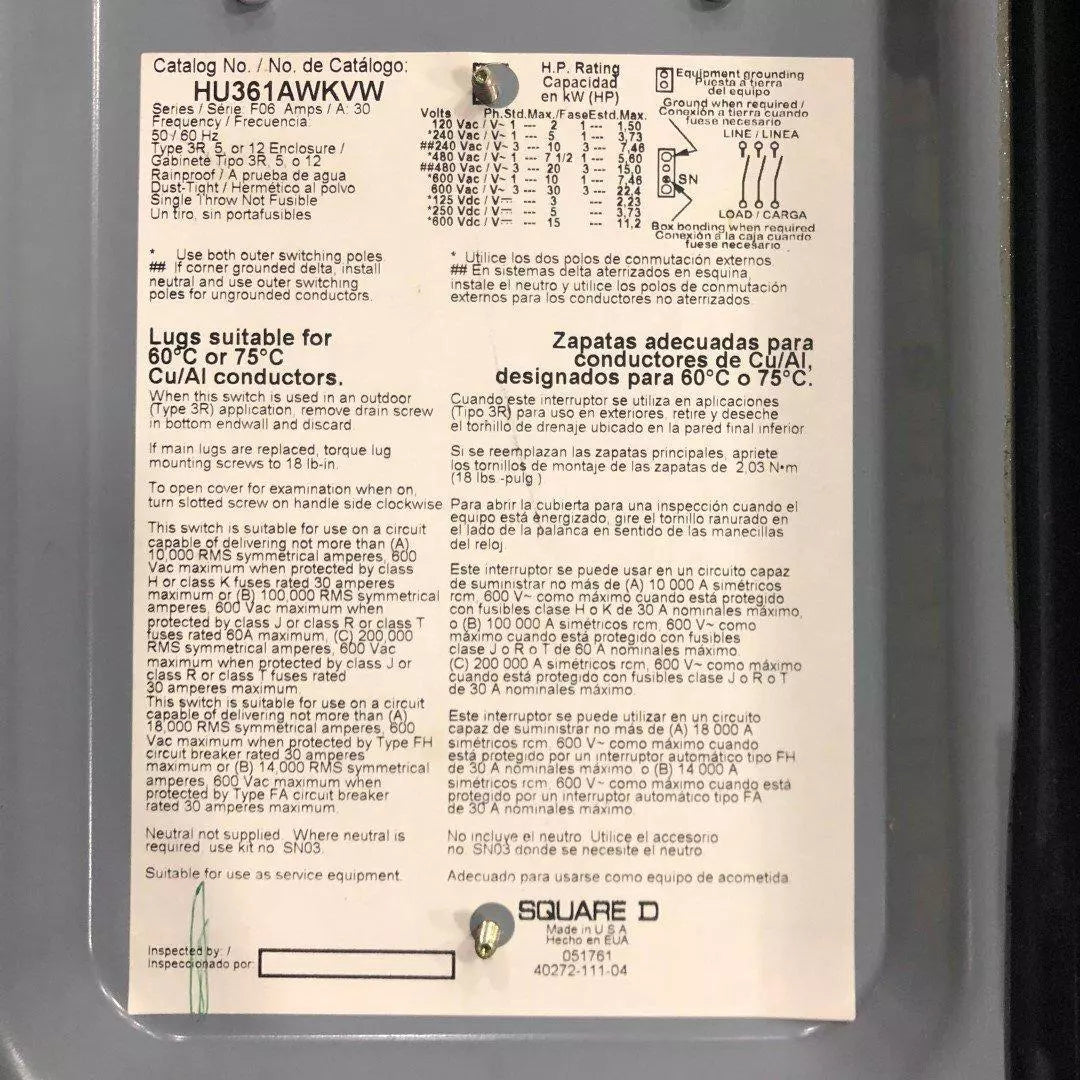 Catalog No. / No. de Catálogo:
HU361AWKVW
Series / Série: F06 Amps / A: 30
Frequency / Frecuencia:
50 / 60 Hz
Type 3R, 5, or 12 Enclosure /
Gabinete Tipo 3R, 5, o 12
Rainproof / A prueba de agua
Dust-Tight / Hermético al polvo
Single Throw Not Fusible
Un tiro, sin portafusibles
H.P. Rating
Capacidad
en kW (HP)
Volts Ph. Std. Max. /Fase Estd. Max.
120 Vac / V~ 1 --- 2 1 --- 1,50
*240 Vac / V~ 1 --- 5 1 --- 3,73
##240 Vac / V~ 3 --- 10 3 --- 7,46
*480 Vac / V~ 1 --- 7 1/2 1 --- 5,60
##480 Vac / V~ 3 --- 20 3 --- 15,0
*600 Vac / V~ 1 --- 10 1 --- 7,46
600 Vac / V~ 3 --- 30 3 --- 22,4
*125 Vdc / V⎓ --- 3 --- 2,23
*250 Vdc / V⎓ --- 5 --- 3,73
*600 Vdc / V⎓ --- 15 --- 11,2
Equipment grounding
Puesta a tierra
del equipo
Ground when required /
Conexión a tierra cuando
fuese necesario
LINE / LINEA
SN
LOAD / CARGA
Box bonding when required
Conexión a la caja cuando
fuese necesario
* Use both outer switching poles.
## If corner grounded delta, install
neutral and use outer switching
poles for ungrounded conductors.
* Utilice los dos polos de conmutación externos.
## En sistemas delta aterrizados en esquina,
instale el neutro y utilice los polos de conmutación
externos para los conductores no aterrizados.
Lugs suitable for
60°C or 75°C
Cu/Al conductors.
When this switch is used in an outdoor
(Type 3R) application, remove drain screw
in bottom endwall and discard.
If main lugs are replaced, torque lug
mounting screws to 18 lb-in.
To open cover for examination when on,
turn slotted screw on handle side clockwise
This switch is suitable for use on a circuit
capable of delivering not more than (A)
10,000 RMS symmetrical amperes, 600
Vac maximum when protected by class
H or class K fuses rated 30 amperes
maximum or (B) 100,000 RMS symmetrical
amperes, 600 Vac maximum when
protected by class J or class R or class T
fuses rated 60A maximum, (C) 200,000
RMS symmetrical amperes, 600 Vac
maximum when protected by class J or
class R or class T fuses rated
30 amperes maximum.
This switch is suitable for use on a circuit
capable of delivering not more than (A)
18,000 RMS symmetrical amperes, 600
Vac maximum when protected by Type FH
circuit breaker rated 30 amperes
maximum or (B) 14,000 RMS symmetrical
amperes, 600 Vac maximum when
protected by Type FA circuit breaker
rated 30 amperes maximum.
Neutral not supplied. Where neutral is
required, use kit no. SN03.
Suitable for use as service equipment.
Zapatas adecuadas para
conductores de Cu/Al,
designados para 60°C o 75°C.
Cuando este interruptor se utiliza en aplicaciones
(Tipo 3R) para uso en exteriores, retire y deseche
el torhillo de drenaje ubicado en la pared final inferior.
Si se reemplazan las zapatas principales, apriete
los tornillos de montaje de las zapatas de 2,03 N•m
(18 lbs.-pulg.)
Para abrir la cubierta para una inspección cuando el
equipo está energizado, gire el tornillo ranurado en
el lado de la palanca en sentido de las manecillas
del reloj.
Este interruptor se puede usar en un circuito capaz
de suministrar no más de (A) 10 000 A simétricos
rcm, 600 V~ como máximo cuando está protegido
con fusibles clase H o K de 30 A nominales máximo,
o (B) 100 000 A simétricos rcm, 600 V~ como
máximo cuando está protegido con fusibles
clase J o R o T de 60 A nominales máximo.
(C) 200 000 A simétricos rcm, 600 V~ como máximo
cuando está protegido con fusibles clase J o R o T
de 30 A nominales máximo.
Este interruptor se puede utilizar en un circuito
capaz de suministrar no más de (A) 18 000 A
simétricos rcm, 600 V~ como máximo cuando
está protegido por un interruptor automático tipo FH
de 30 A nominales máximo, o (B) 14 000 A
simétricos rcm, 600 V~ como máximo cuando está
protegido por un interruptor automático tipo FA
de 30 A nominales máximo.
No incluye el neutro. Utilice el accesorio
no. SN03 donde se necesite el neutro.
Adecuado para usarse como equipo de acometida.
SQUARE D
Made in U.S.A.
Hecho en EUA
051761
40272-111-04
Inspected by: /
Inspeccionado por: